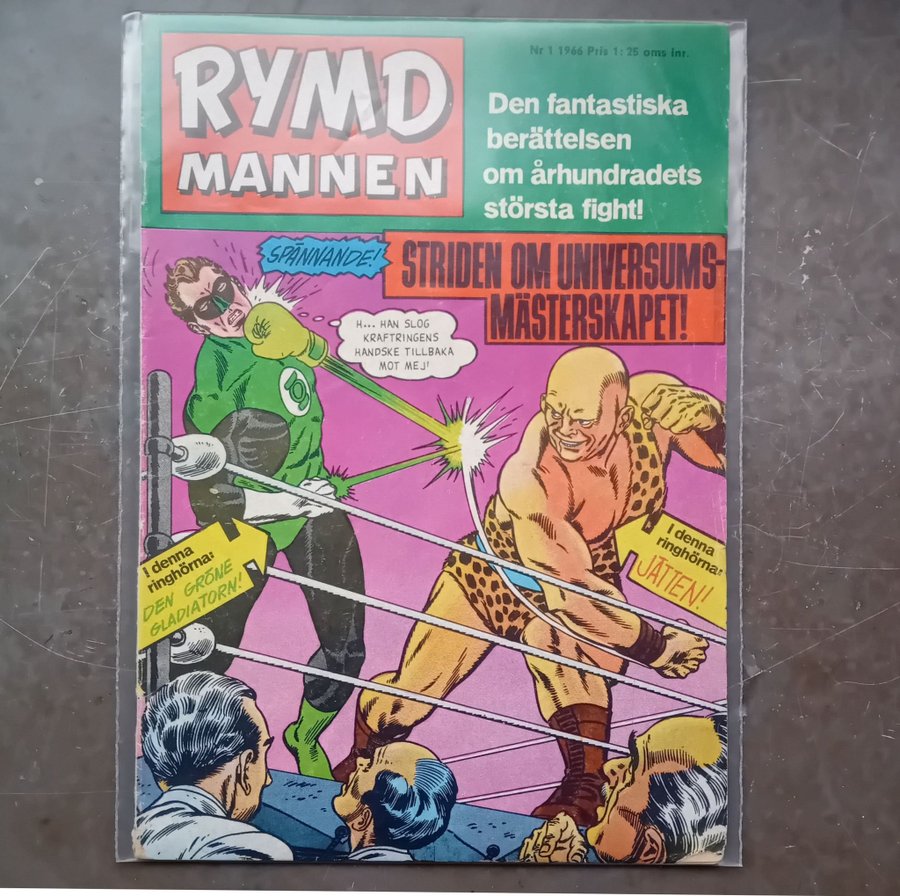 RYMD
MANNEN
Nr 1 1966 Pris 1:25 oms inr.
Den fantastiska
berättelsen
om århundradets
största fight!
SPÄNNANDE!
STRIDEN OM UNIVERSUMS-
MÄSTERSKAPET!
H... HAN SLOG
KRAFTRINGENS
HANDSKE TILLBAKA
MOT MEJ!
I denna
ringhörna:
DEN GRÖNE
GLADIATORN!
I denna
ringhörna:
JÄTTEN!